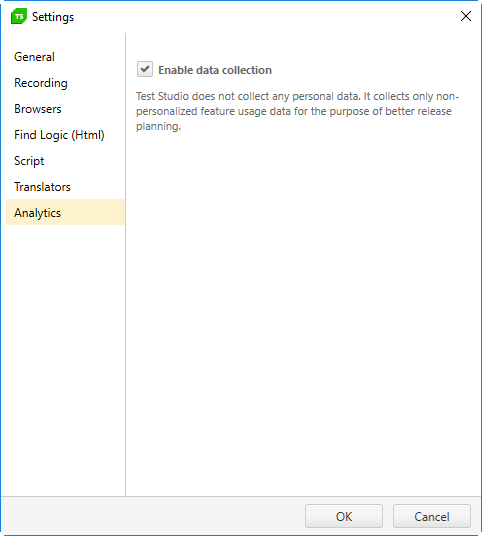 TS Settings
General
Recording
Browsers
Find Logic (Html)
Script
Translators
Analytics
Enable data collection
Test Studio does not collect any personal data. It collects only non-
personalized feature usage data for the purpose of better release
planning.
OK
Cancel